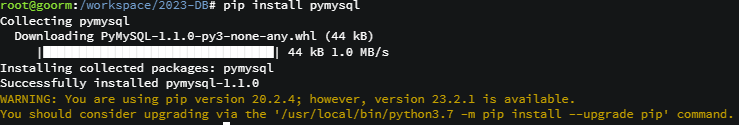 root@goorm:/workspace/2023-DB# pip install pymysql
Collecting pymysql
  Downloading PyMySQL-1.1.0-py3-none-any.whl (44 kB)
     |████████████████████████████████| 44 kB 1.0 MB/s
Installing collected packages: pymysql
Successfully installed pymysql-1.1.0
WARNING: You are using pip version 20.2.4; however, version 23.2.1 is available.
You should consider upgrading via the '/usr/local/bin/python3.7 -m pip install --upgrade pip' command.